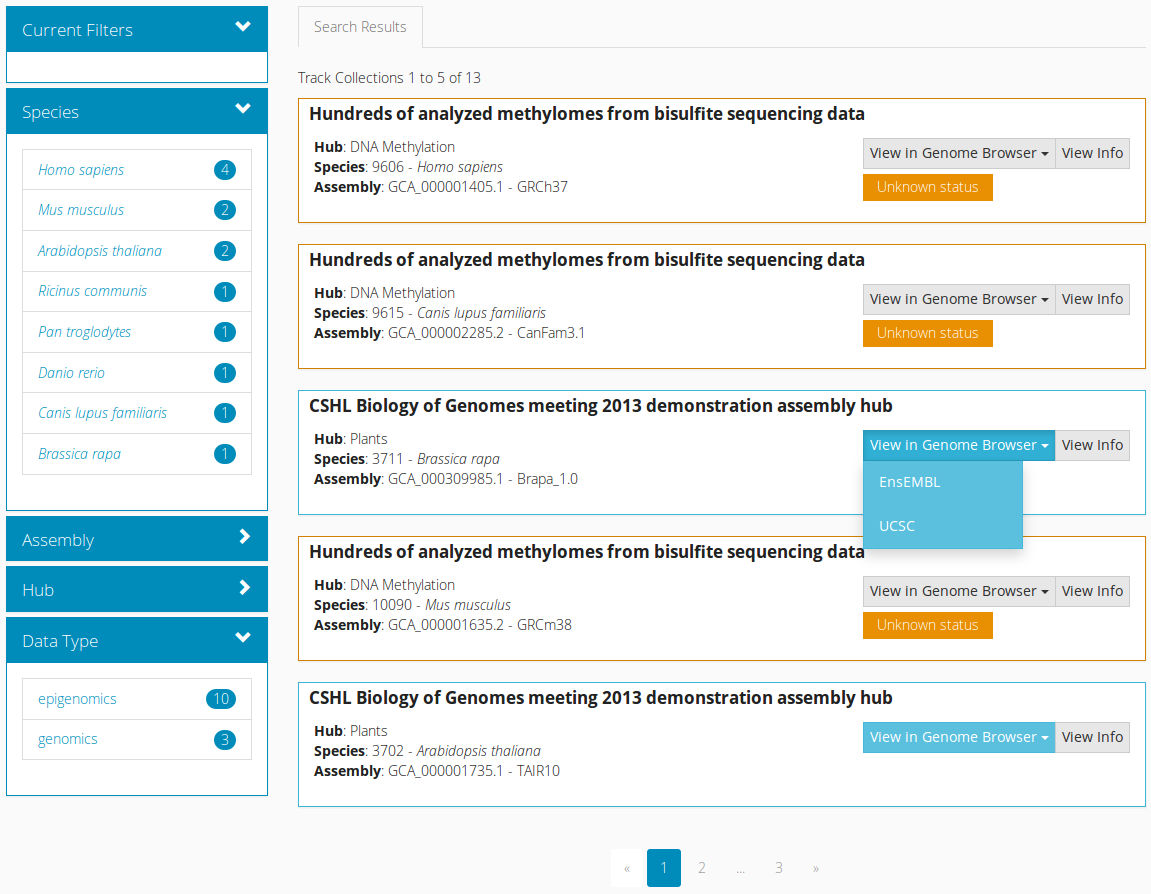 Current Filters
Species
Homo sapiens 4
Mus musculus 2
Arabidopsis thaliana 2
Ricinus communis 1
Pan troglodytes 1
Danio rerio 1
Canis lupus familiaris 1
Brassica rapa 1
Assembly
Hub
Data Type
epigenomics 10
genomics 3
Search Results
Track Collections 1 to 5 of 13
Hundreds of analyzed methylomes from bisulfite sequencing data
Hub: DNA Methylation
Species: 9606 - Homo sapiens
Assembly: GCA_000001405.1 - GRCh37
View in Genome Browser View Info
Unknown status
Hundreds of analyzed methylomes from bisulfite sequencing data
Hub: DNA Methylation
Species: 9615 - Canis lupus familiaris
Assembly: GCA_000002285.2 - CanFam3.1
View in Genome Browser View Info
Unknown status
CSHL Biology of Genomes meeting 2013 demonstration assembly hub
Hub: Plants
Species: 3711 - Brassica rapa
Assembly: GCA_000309985.1 - Brapa_1.0
View in Genome Browser View Info
EnsEMBL
UCSC
Hundreds of analyzed methylomes from bisulfite sequencing data
Hub: DNA Methylation
Species: 10090 - Mus musculus
Assembly: GCA_000001635.2 - GRCm38
View in Genome Browser View Info
Unknown status
CSHL Biology of Genomes meeting 2013 demonstration assembly hub
Hub: Plants
Species: 3702 - Arabidopsis thaliana
Assembly: GCA_000001735.1 - TAIR10
View in Genome Browser View Info
« 1 2 ... 3 »